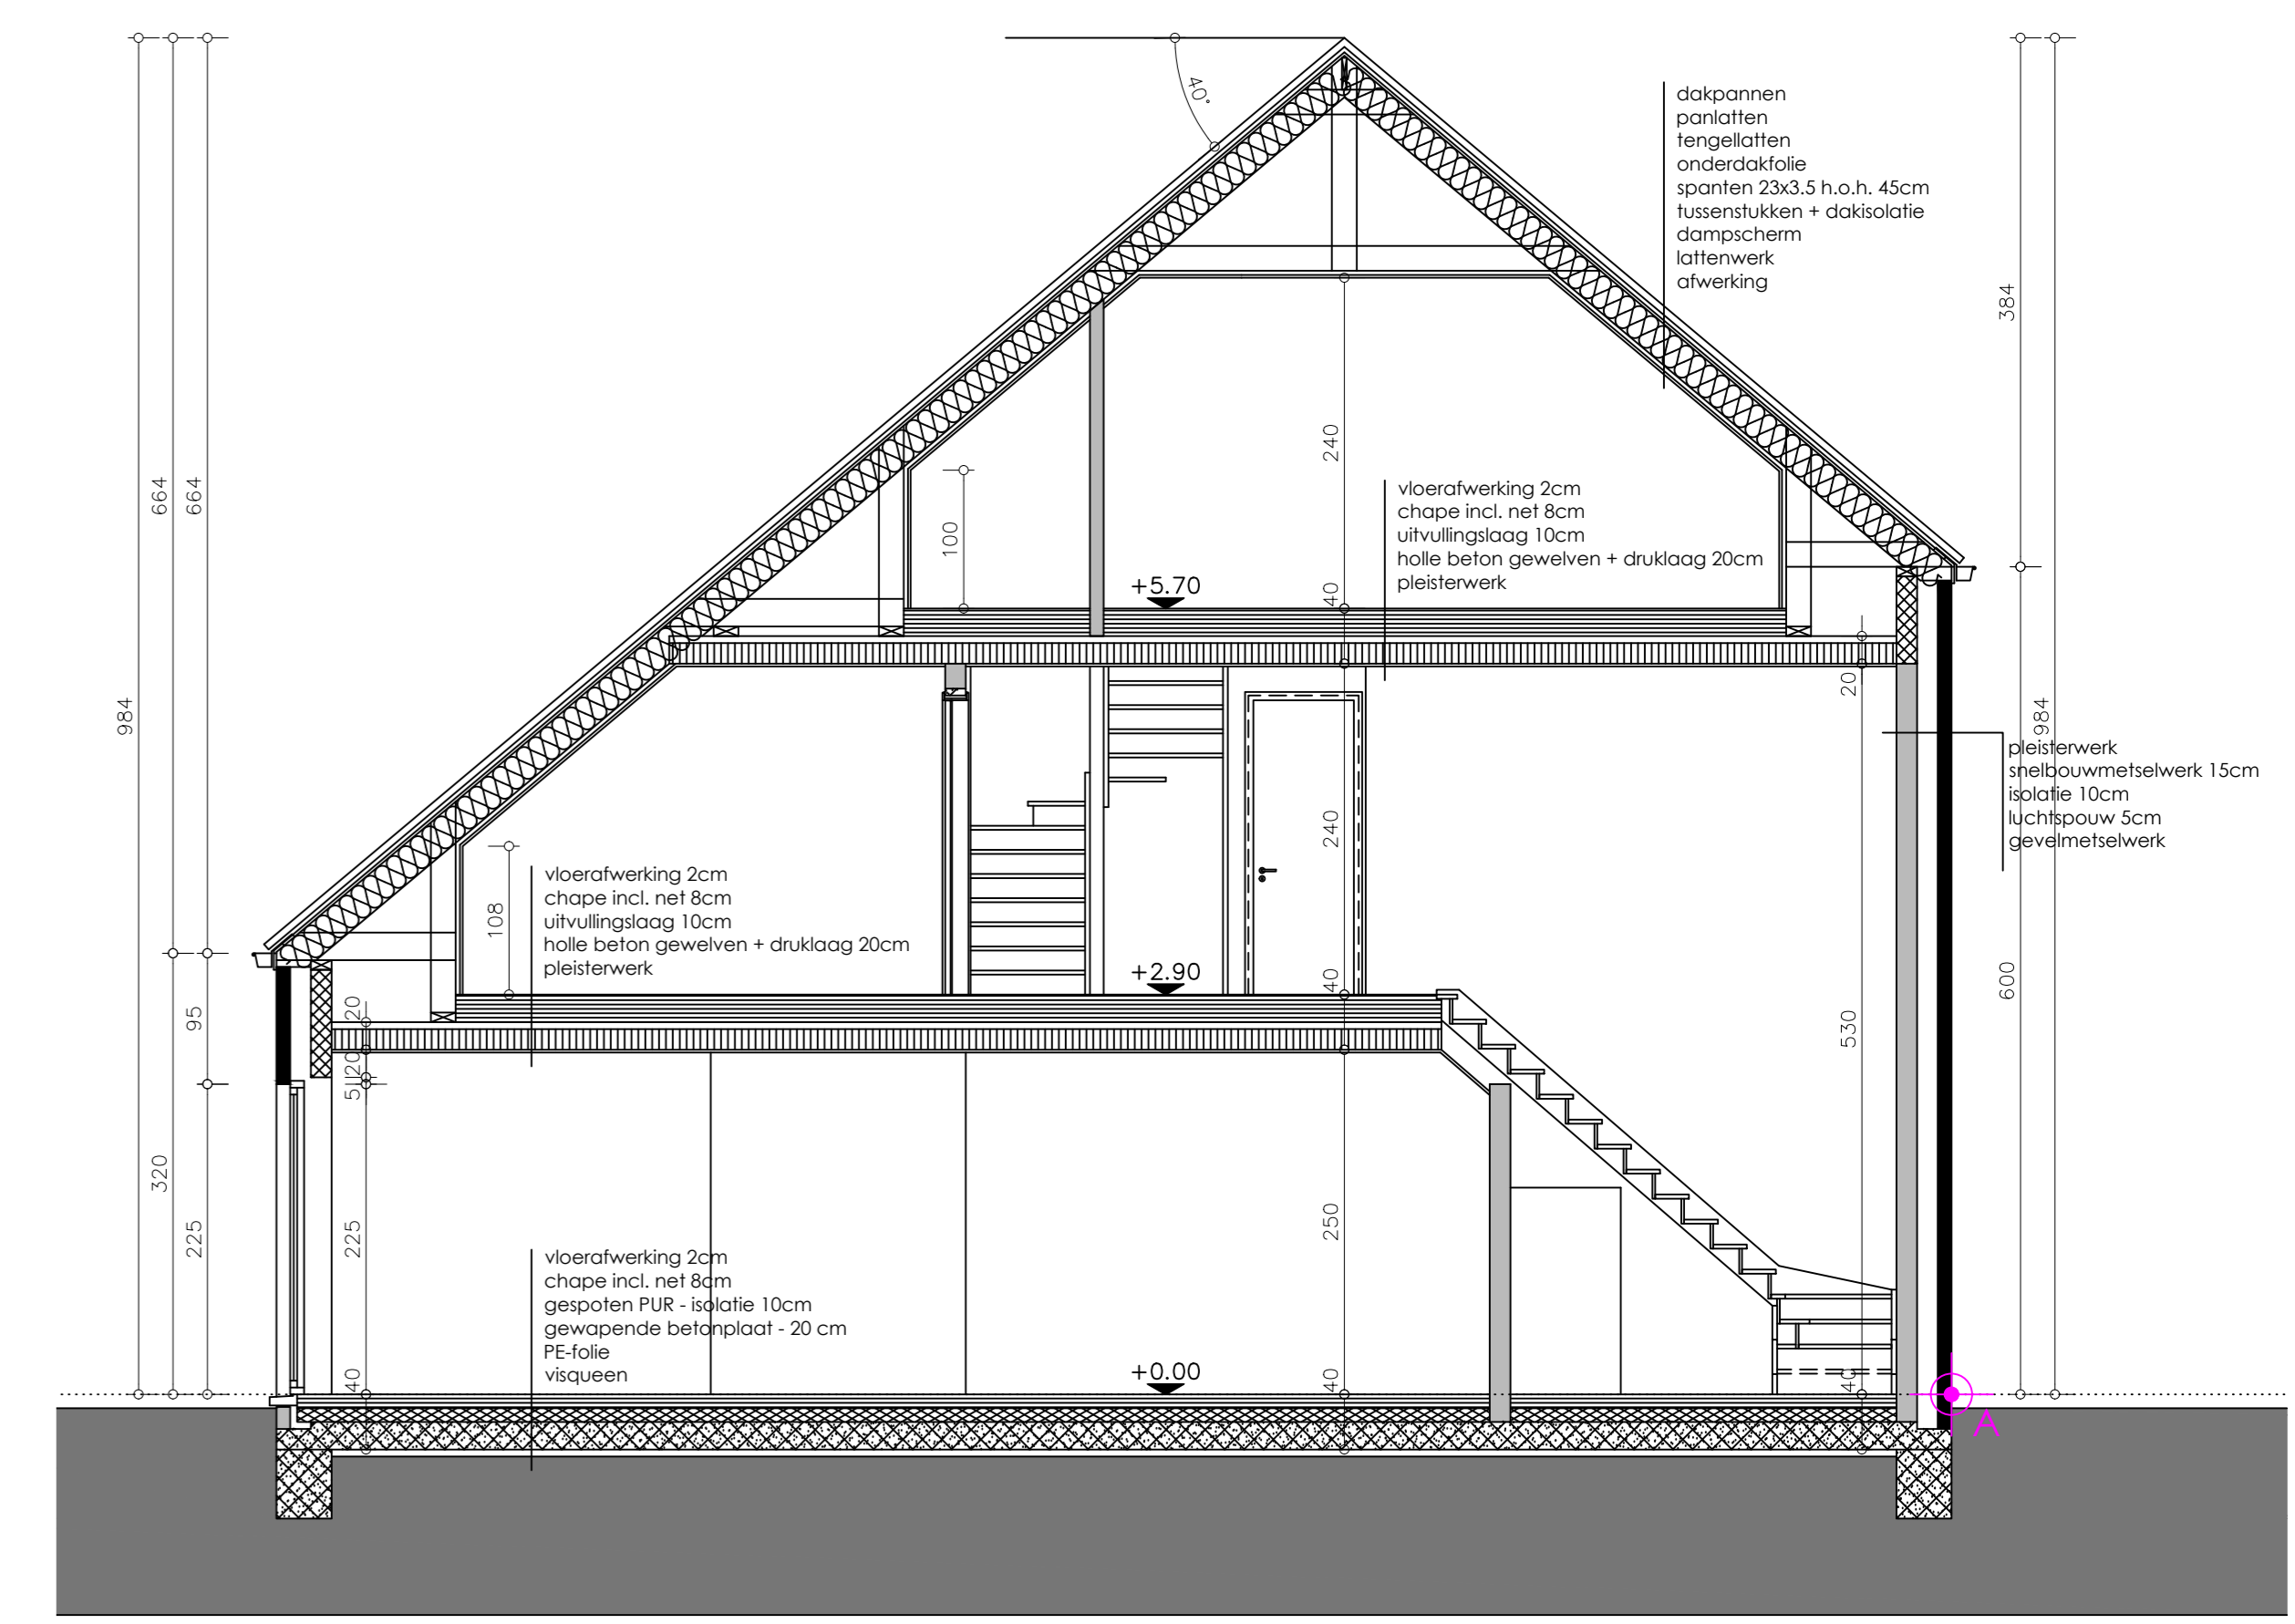 40°
dakpannen
panlatten
tengellatten
onderdakfolie
spanten 23x3.5 h.o.h. 45cm
tussenstukken + dakisolatie
dampscherm
lattenwerk
afwerking
384
664
664
984
240
100
+5.70
40
vloerafwerking 2cm
chape incl. net 8cm
uitvullingslaag 10cm
holle beton gewelven + druklaag 20cm
pleisterwerk
20
984
pleisterwerk
snelbouwmetselwerk 15cm
isolatie 10cm
luchtspouw 5cm
gevelmetselwerk
240
108
vloerafwerking 2cm
chape incl. net 8cm
uitvullingslaag 10cm
holle beton gewelven + druklaag 20cm
pleisterwerk
+2.90
40
600
95
20
20
5
530
320
225
225
250
vloerafwerking 2cm
chape incl. net 8cm
gespoten PUR - isolatie 10cm
gewapende betonplaat - 20 cm
PE-folie
visqueen
+0.00
40
40
40
A